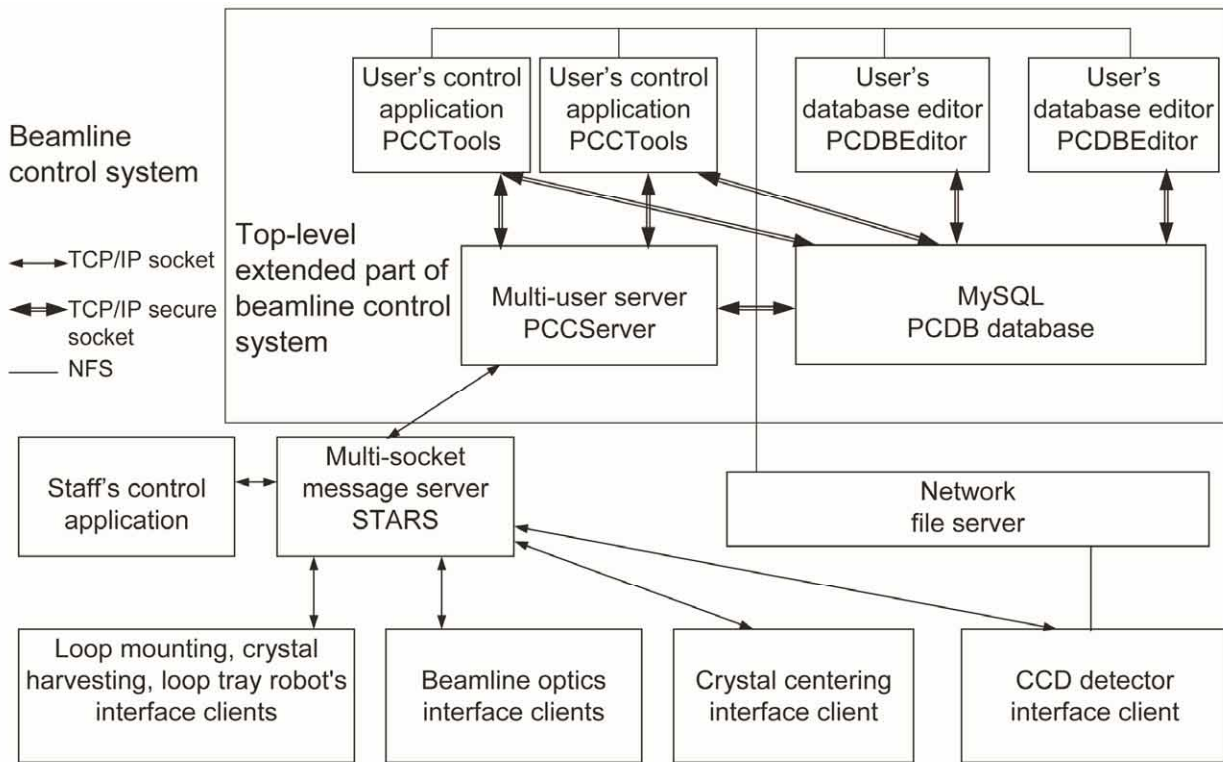 User's control
application
PCCTools
User's control
application
PCCTools
User's
database editor
PCDBEditor
User's
database editor
PCDBEditor
Beamline
control system
TCP/IP socket
TCP/IP secure
socket
NFS
Top-level
extended part of
beamline control
system
Multi-user server
PCCServer
MySQL
PCDB database
Staff's control
application
Multi-socket
message server
STARS
Network
file server
Loop mounting, crystal
harvesting, loop tray robot's
interface clients
Beamline optics
interface clients
Crystal centering
interface client
CCD detector
interface client